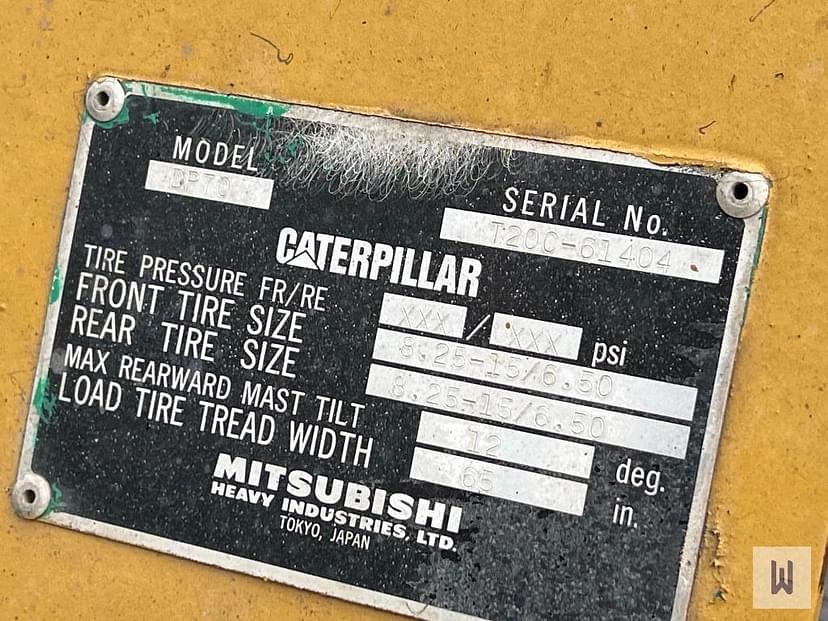 MODEL
DP70
SERIAL No.
T20C-61404
CATERPILLAR
TIRE PRESSURE FR/RE XXX / XXX psi
FRONT TIRE SIZE 8.25-15/6.50
REAR TIRE SIZE 8.25-15/6.50
MAX REARWARD MAST TILT 12 deg.
LOAD TIRE TREAD WIDTH 65 in.
MITSUBISHI
HEAVY INDUSTRIES, LTD.
TOKYO, JAPAN
W